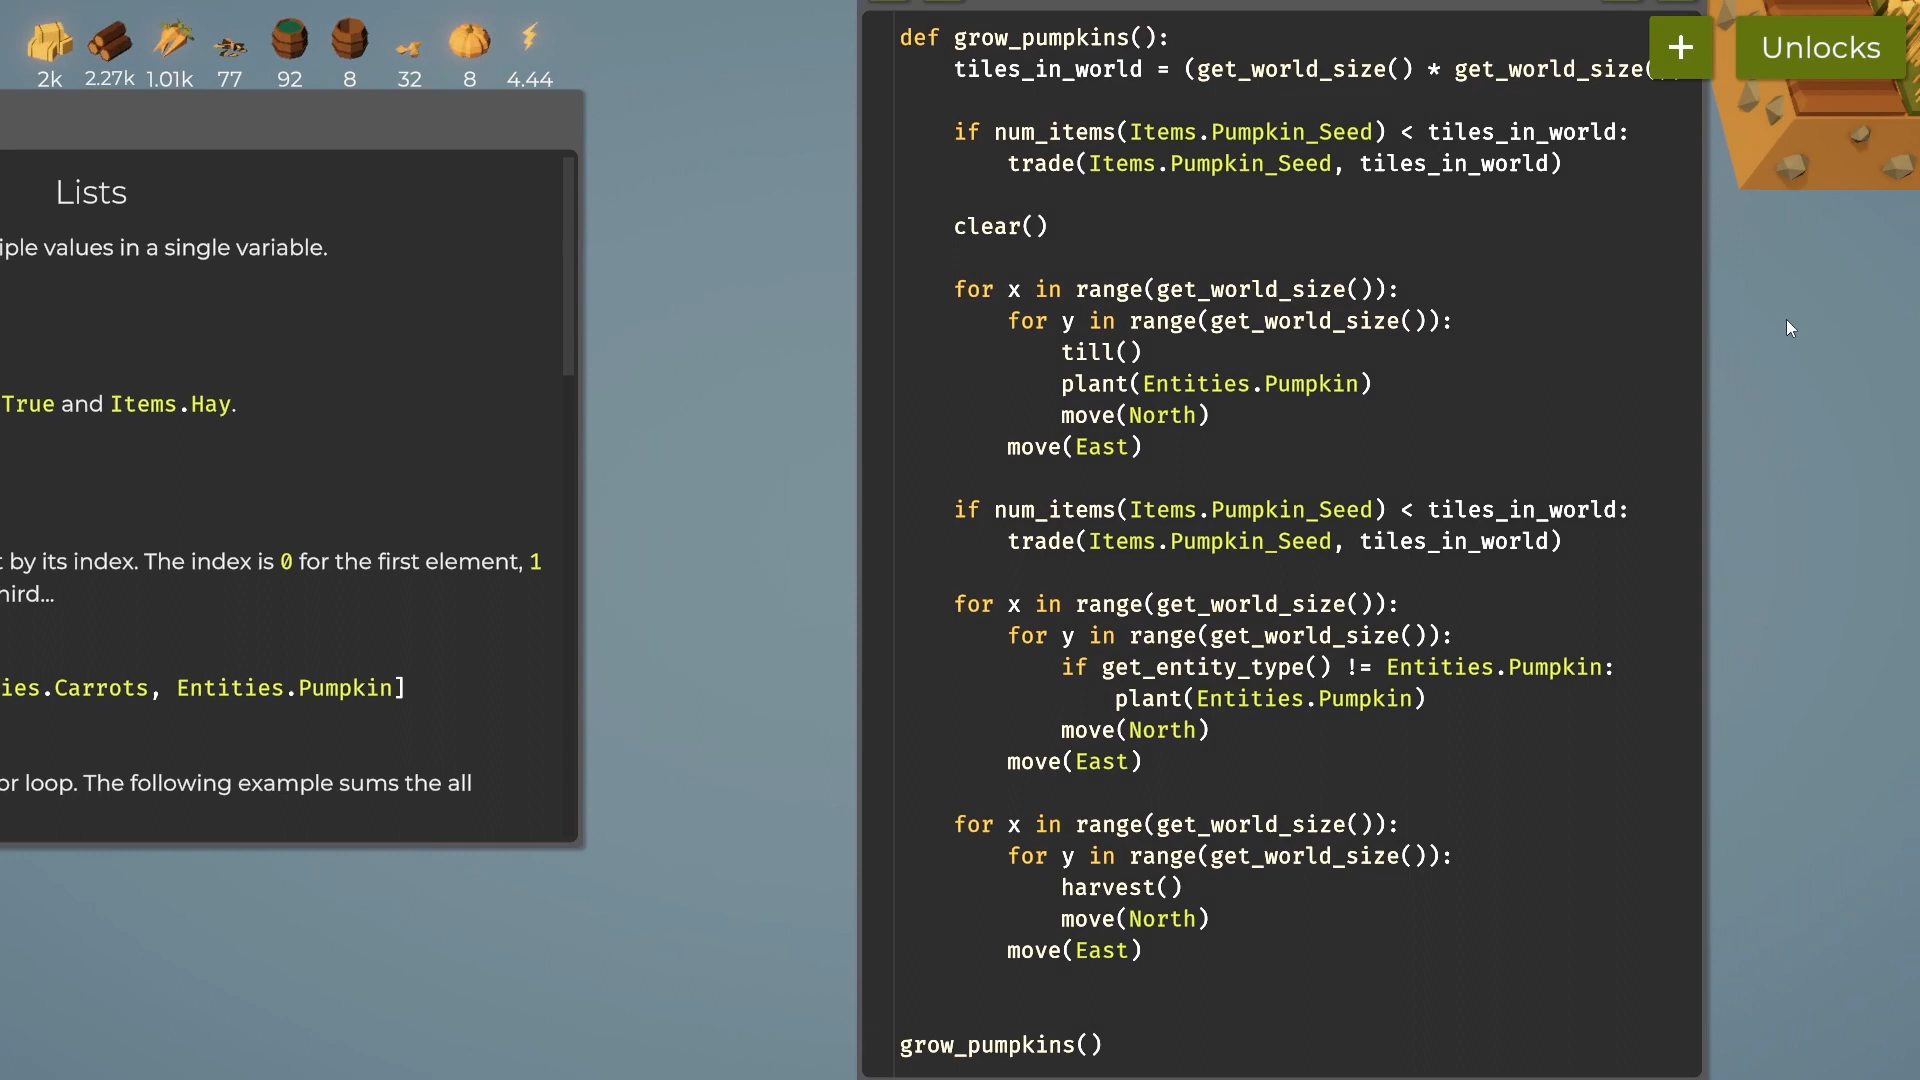 2k 2.27k 1.01k 77 92 8 32 8 4.44
+ Unlocks
Lists
iple values in a single variable.
True and Items.Hay.
by its index. The index is 0 for the first element, 1
hird...
ies.Carrots, Entities.Pumpkin]
or loop. The following example sums the all
def grow_pumpkins():
tiles_in_world = (get_world_size() * get_world_size(
if num_items(Items.Pumpkin_Seed) < tiles_in_world:
trade(Items.Pumpkin_Seed, tiles_in_world)
clear()
for x in range(get_world_size()):
for y in range(get_world_size()):
till()
plant(Entities.Pumpkin)
move(North)
move(East)
if num_items(Items.Pumpkin_Seed) < tiles_in_world:
trade(Items.Pumpkin_Seed, tiles_in_world)
for x in range(get_world_size()):
for y in range(get_world_size()):
if get_entity_type() != Entities.Pumpkin:
plant(Entities.Pumpkin)
move(North)
move(East)
for x in range(get_world_size()):
for y in range(get_world_size()):
harvest()
move(North)
move(East)
grow_pumpkins()